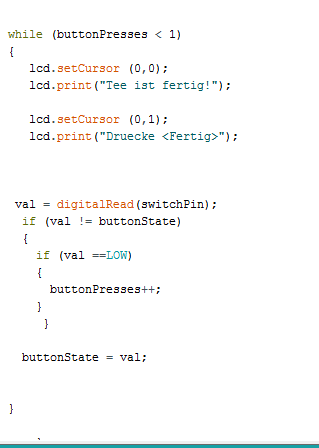 while (buttonPresses < 1)
{
lcd.setCursor (0,0);
lcd.print("Tee ist fertig!");
lcd.setCursor (0,1);
lcd.print("Druecke <Fertig>");
val = digitalRead(switchPin);
if (val != buttonState)
{
if (val ==LOW)
{
buttonPresses++;
}
}
buttonState = val;
}